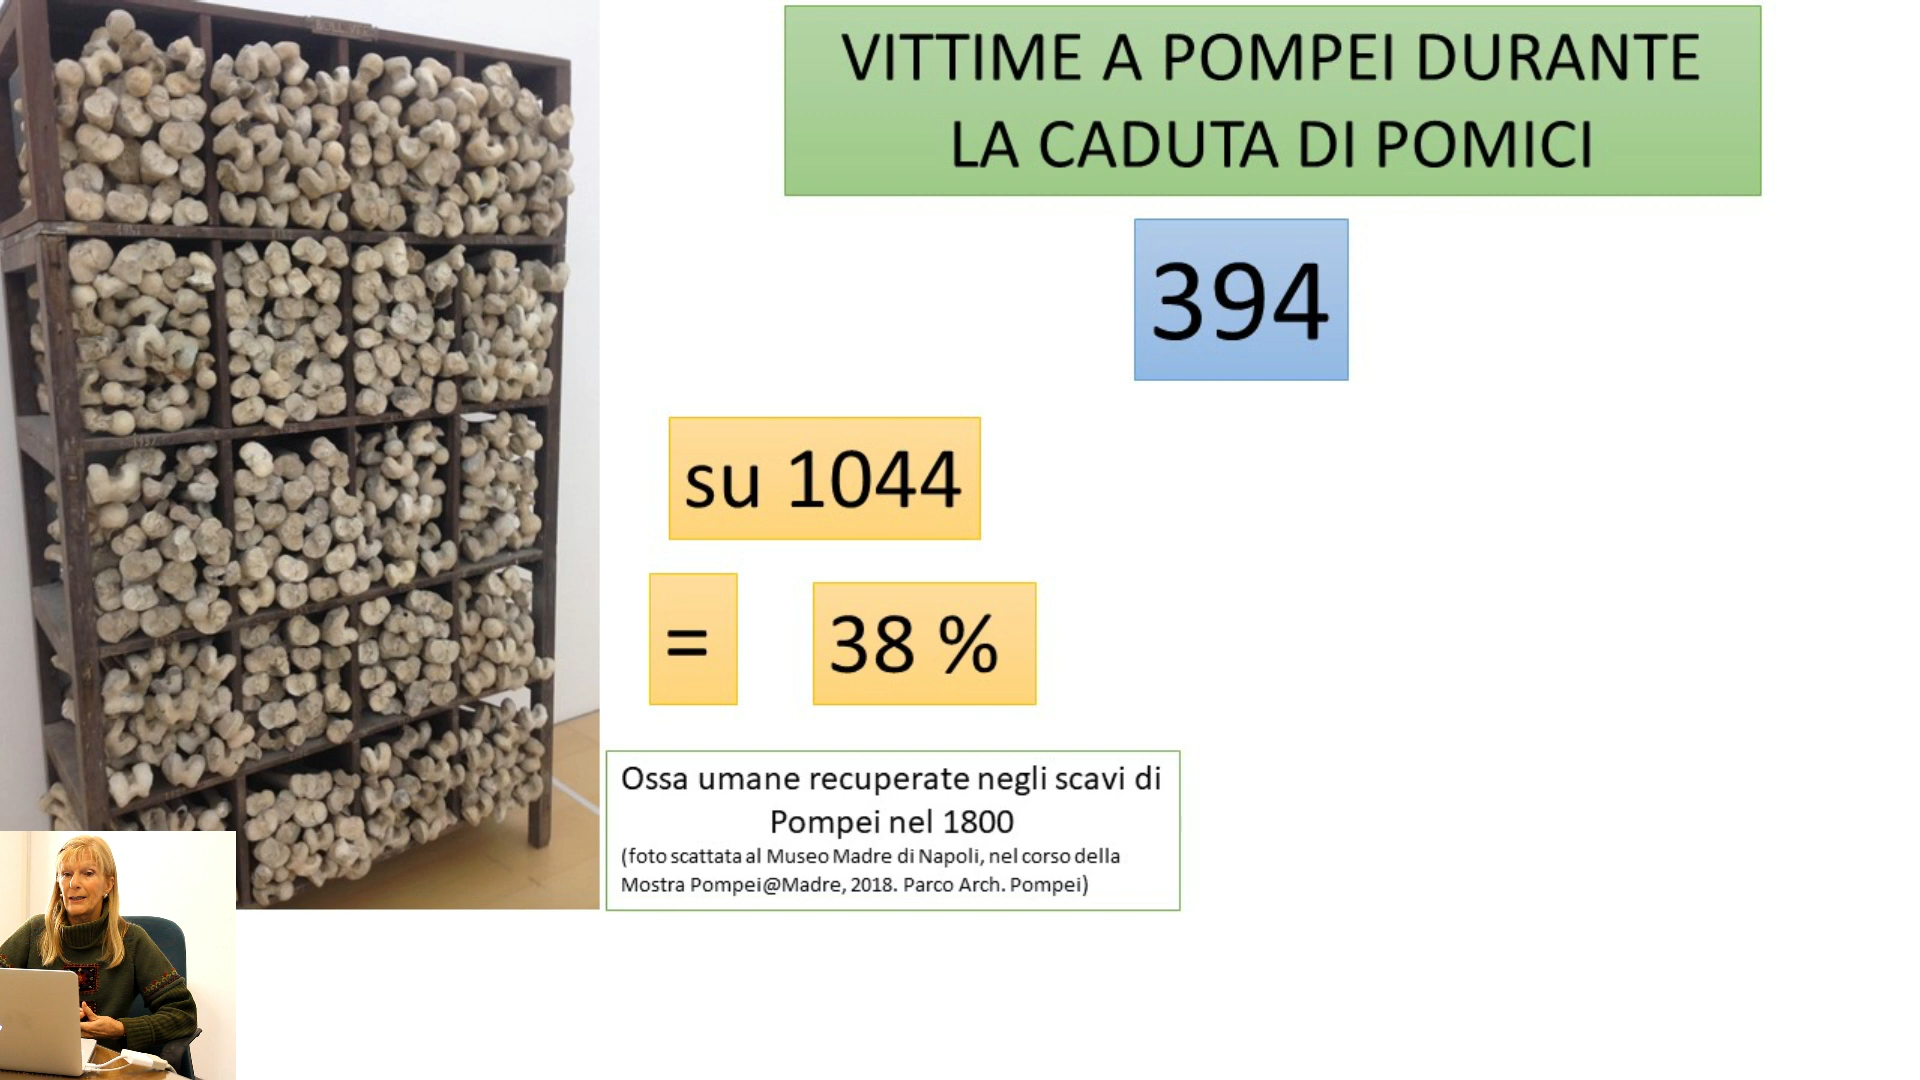 VITTIME A POMPEI DURANTE
LA CADUTA DI POMICI
394
su 1044
=
38 %
Ossa umane recuperate negli scavi di
Pompei nel 1800
(foto scattata al Museo Madre di Napoli, nel corso della
Mostra Pompei@Madre, 2018. Parco Arch. Pompei)